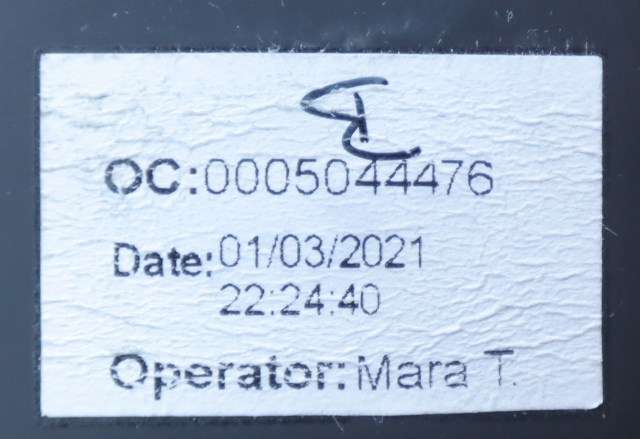 OC:0005044476
Date:01/03/2021
22:24:40
Operator:Mara T.